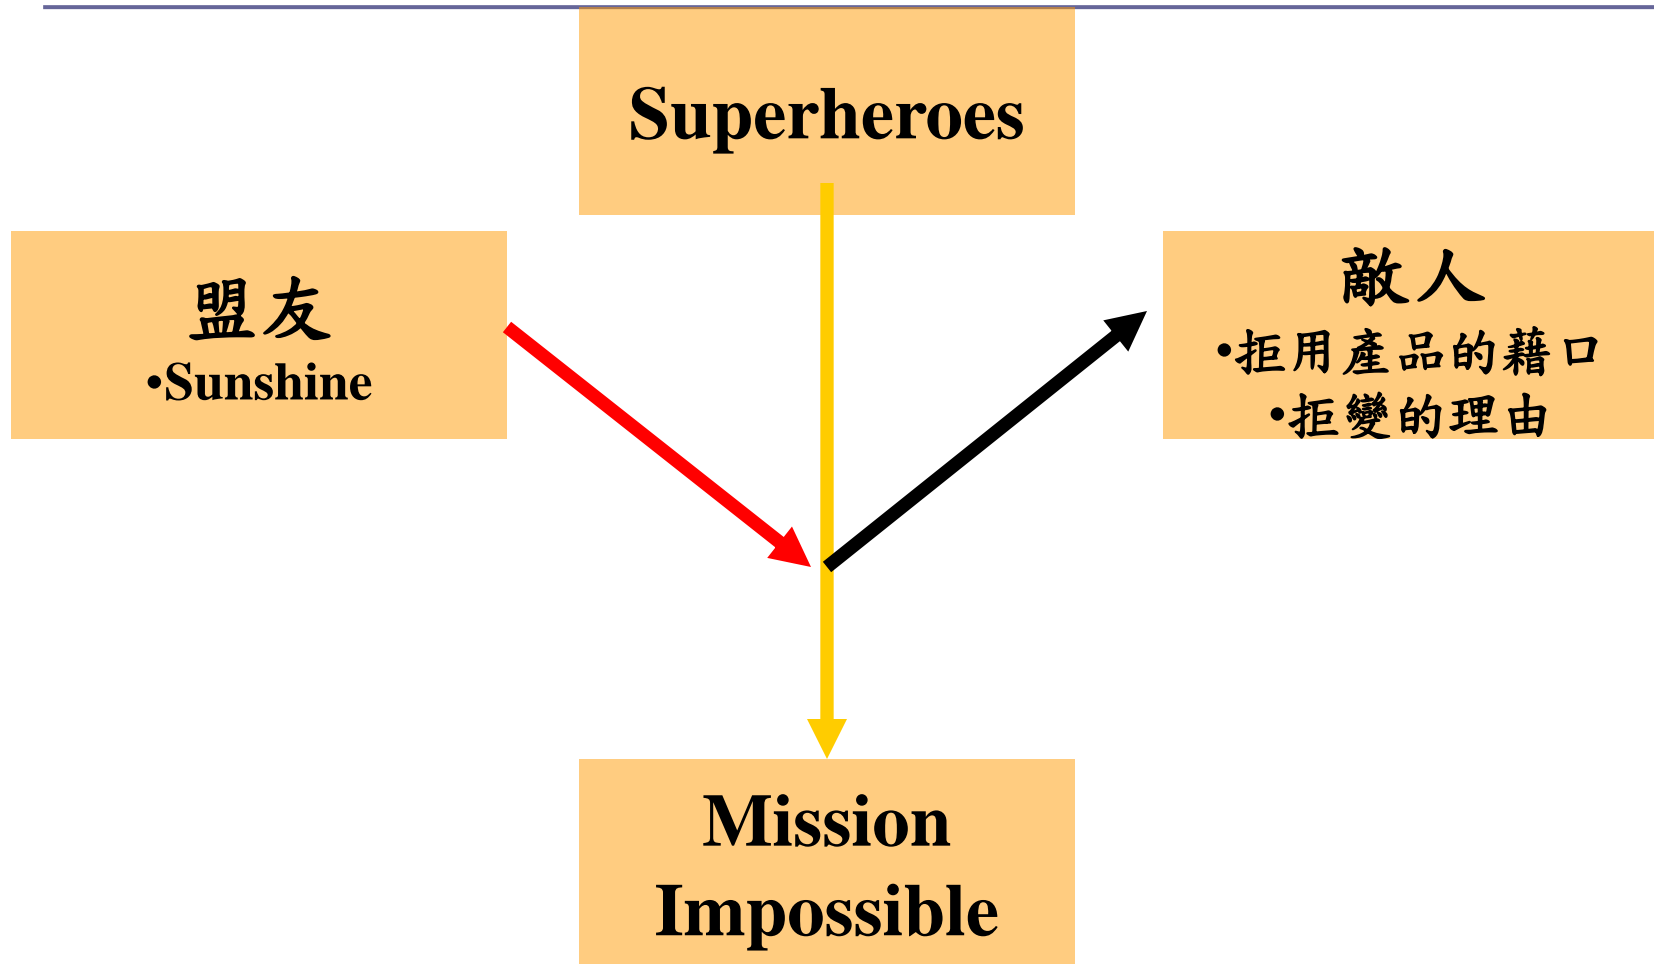 Superheroes
盟友
•Sunshine
敵人
•拒用產品的藉口
•拒變的理由
Mission
Impossible